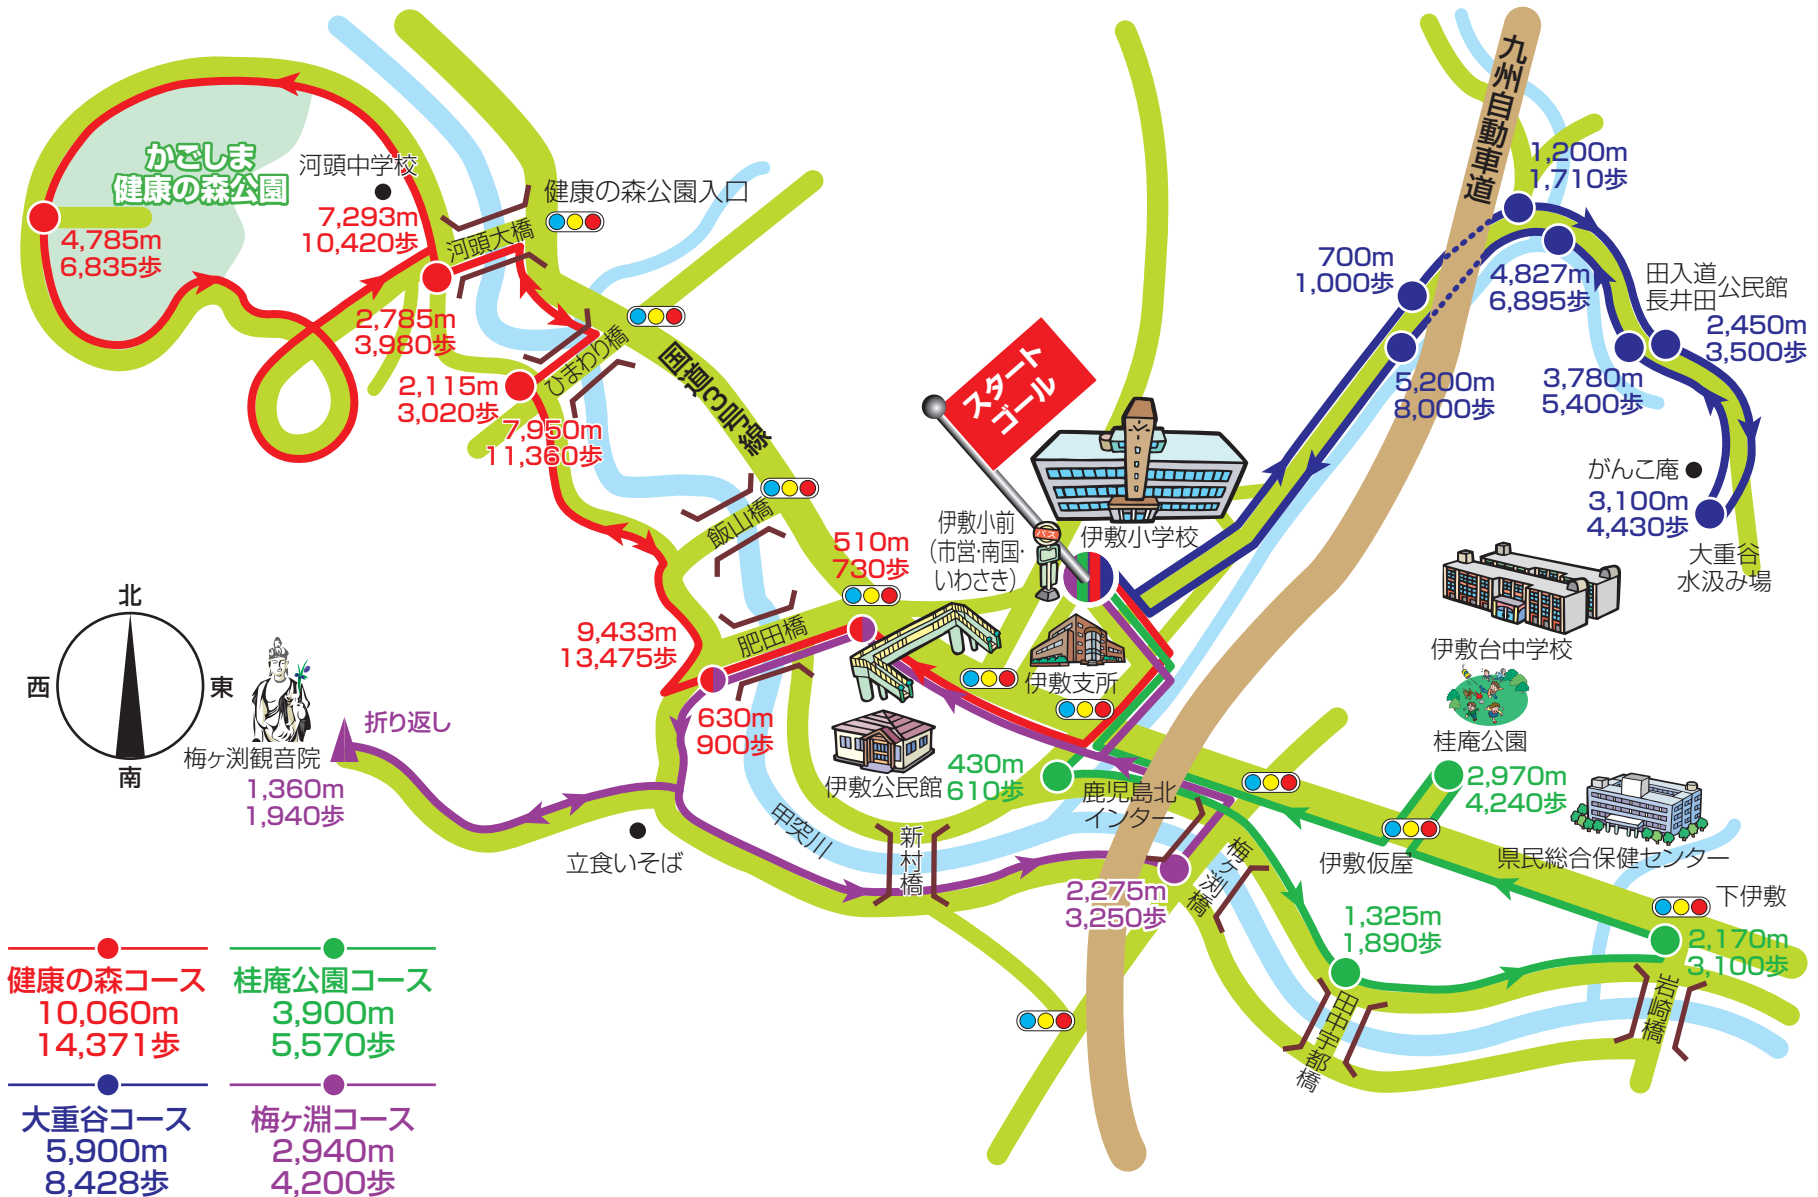 かごしま
健康の森公園
河頭中学校
7,293m
10,420歩
4,785m
6,835歩
河頭大橋
健康の森公園入口
2,785m
3,980歩
2,115m
3,020歩
ひまわり橋
7,950m
11,360歩
国道3号線
飯山橋
510m
730歩
肥田橋
9,433m
13,475歩
630m
900歩
スタート
ゴール
伊敷小前
(市営・南国・
いわさき)
バス
伊敷小学校
伊敷支所
伊敷公民館
430m
610歩
鹿児島北
インター
九州自動車道
1,200m
1,710歩
700m
1,000歩
4,827m
6,895歩
田入道
長井田
公民館
2,450m
3,500歩
5,200m
8,000歩
3,780m
5,400歩
がんこ庵
3,100m
4,430歩
大重谷
水汲み場
伊敷台中学校
桂庵公園
2,970m
4,240歩
伊敷仮屋
県民総合保健センター
下伊敷
2,170m
3,100歩
1,325m
1,890歩
岩崎橋
田中宇都橋
梅ヶ渕橋
2,275m
3,250歩
新村橋
甲突川
立食いそば
折り返し
梅ヶ渕観音院
1,360m
1,940歩
北
西
東
南
健康の森コース
10,060m
14,371歩
桂庵公園コース
3,900m
5,570歩
大重谷コース
5,900m
8,428歩
梅ヶ淵コース
2,940m
4,200歩